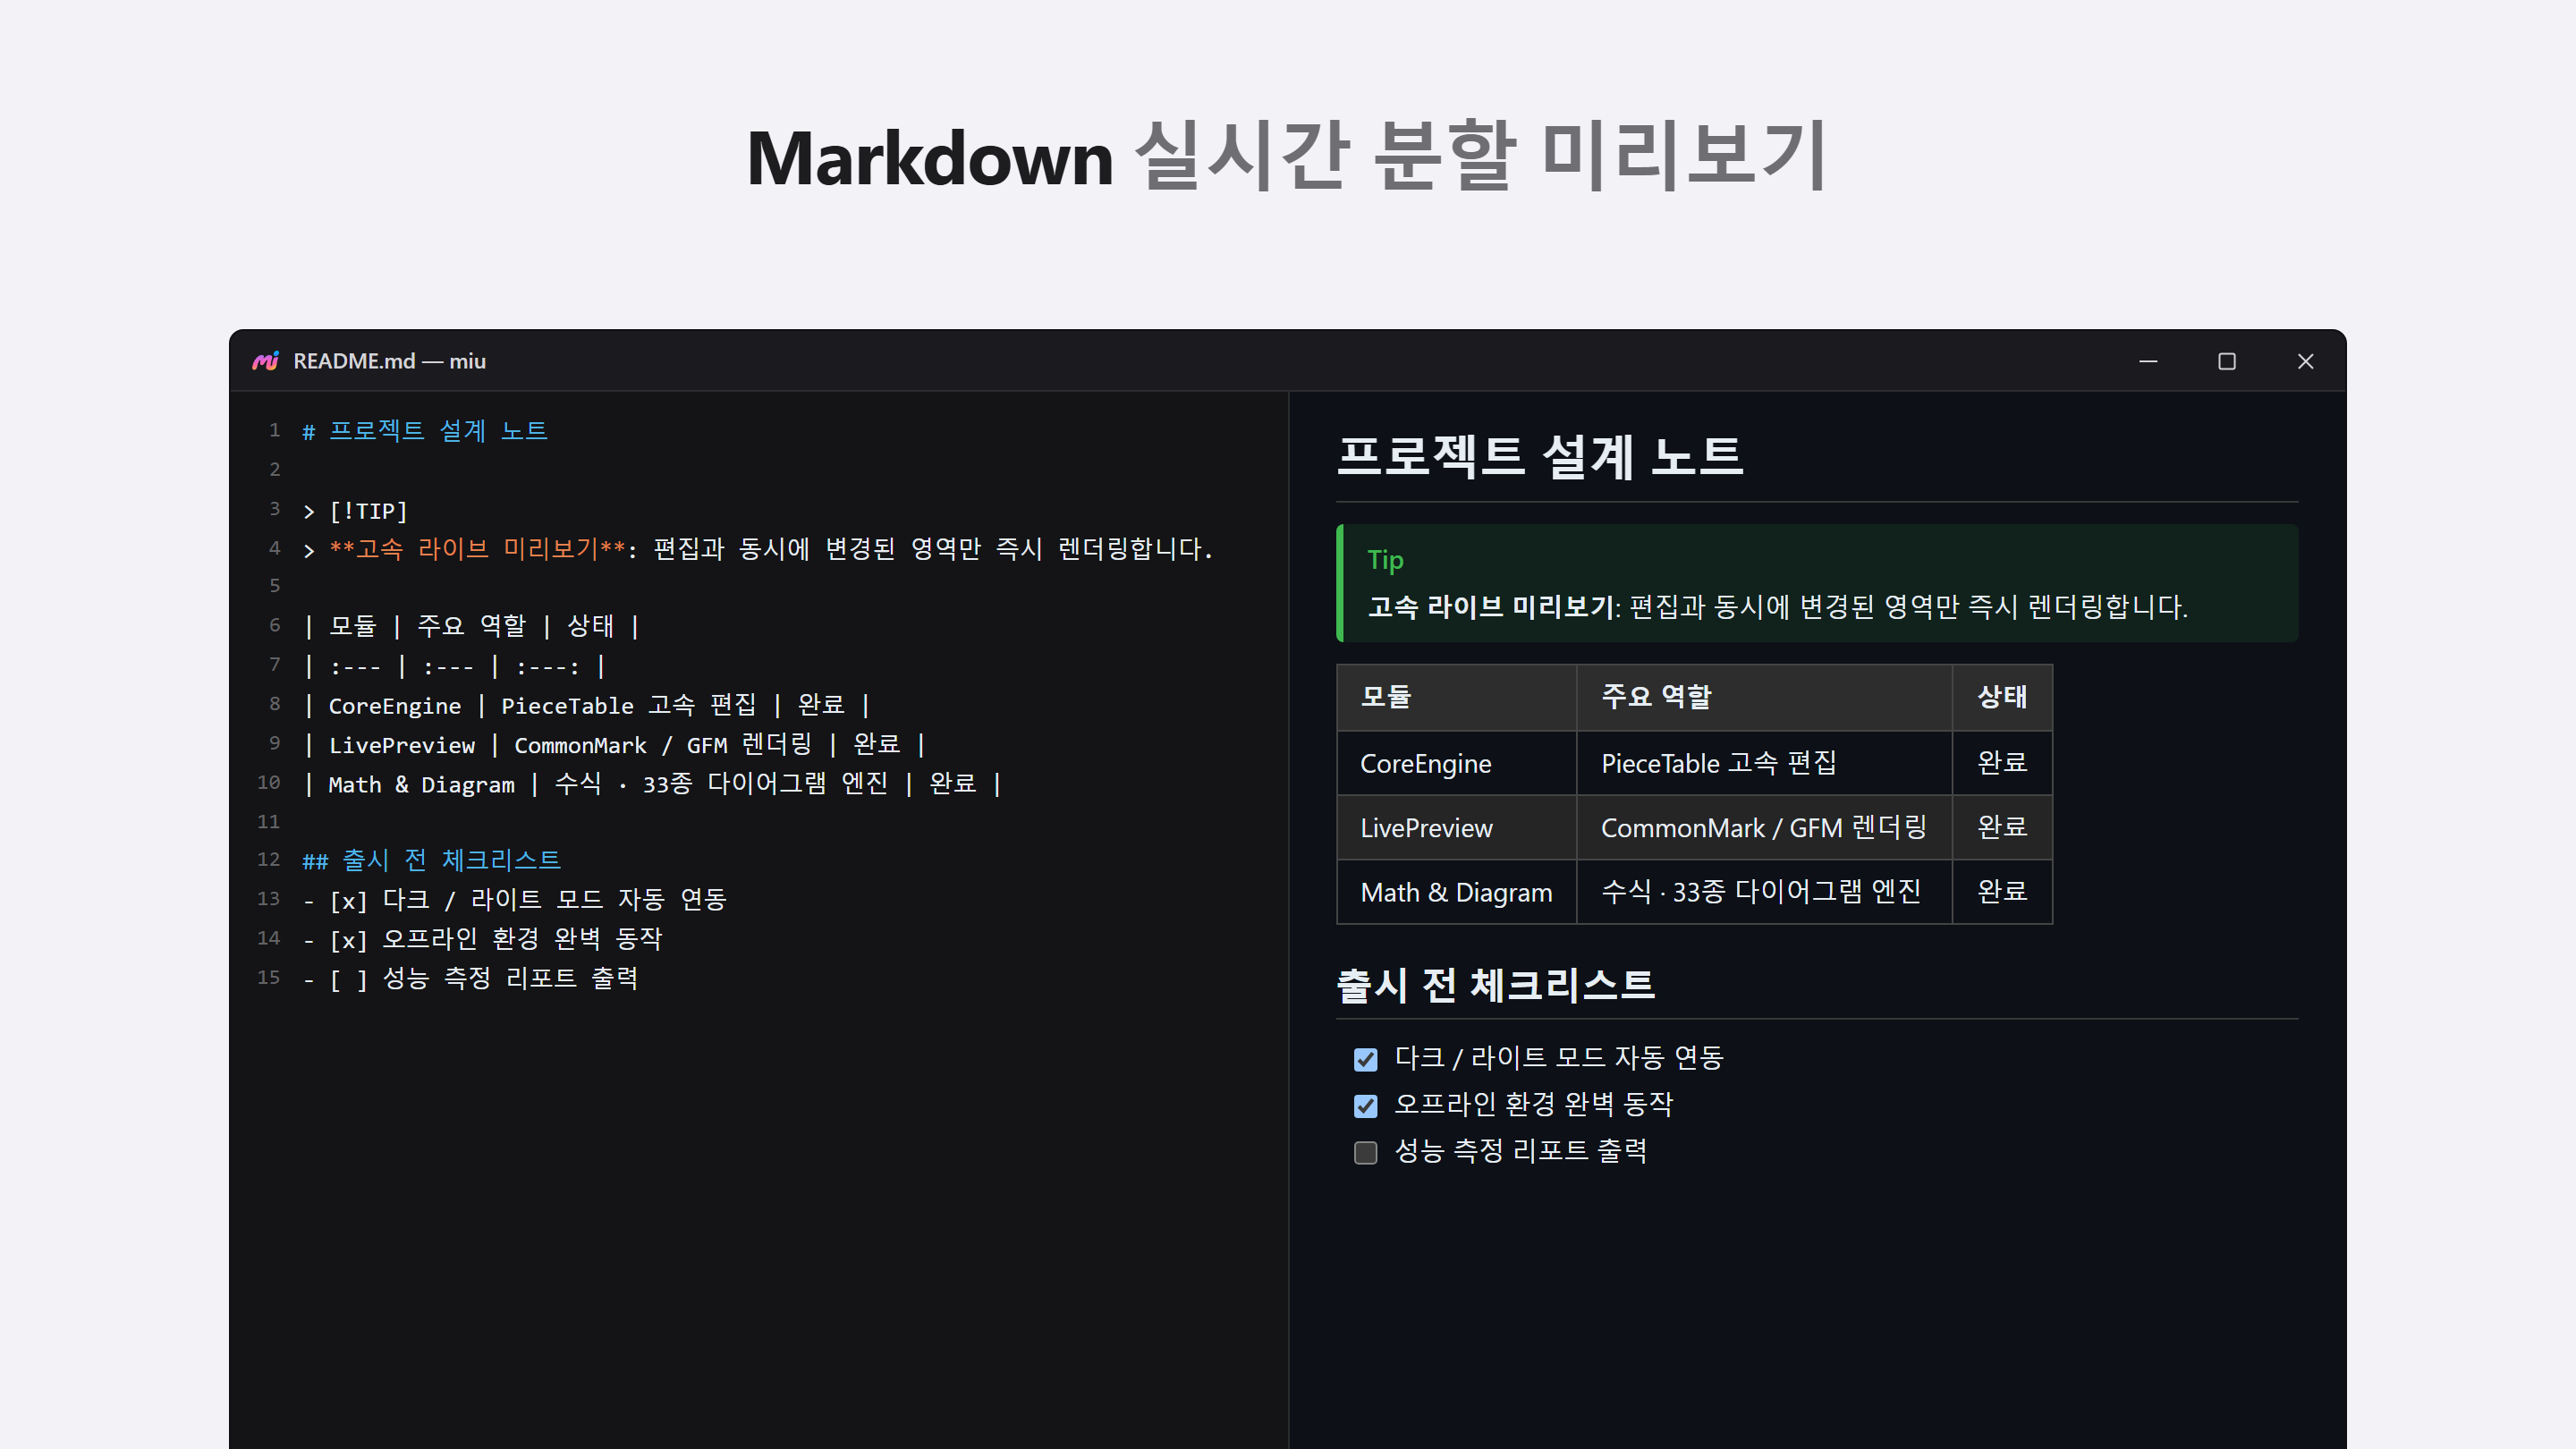 Markdown 실시간 분할 미리보기
README.md — miu
1 # 프로젝트 설계 노트
2
3 > [!TIP]
4 > **고속 라이브 미리보기**: 편집과 동시에 변경된 영역만 즉시 렌더링합니다.
5
6 | 모듈 | 주요 역할 | 상태 |
7 | :--- | :--- | :---: |
8 | CoreEngine | PieceTable 고속 편집 | 완료 |
9 | LivePreview | CommonMark / GFM 렌더링 | 완료 |
10 | Math & Diagram | 수식 · 33종 다이어그램 엔진 | 완료 |
11
12 ## 출시 전 체크리스트
13 - [x] 다크 / 라이트 모드 자동 연동
14 - [x] 오프라인 환경 완벽 동작
15 - [ ] 성능 측정 리포트 출력
프로젝트 설계 노트
Tip
고속 라이브 미리보기: 편집과 동시에 변경된 영역만 즉시 렌더링합니다.
모듈 주요 역할 상태
CoreEngine PieceTable 고속 편집 완료
LivePreview CommonMark / GFM 렌더링 완료
Math & Diagram 수식 · 33종 다이어그램 엔진 완료
출시 전 체크리스트
다크 / 라이트 모드 자동 연동
오프라인 환경 완벽 동작
성능 측정 리포트 출력